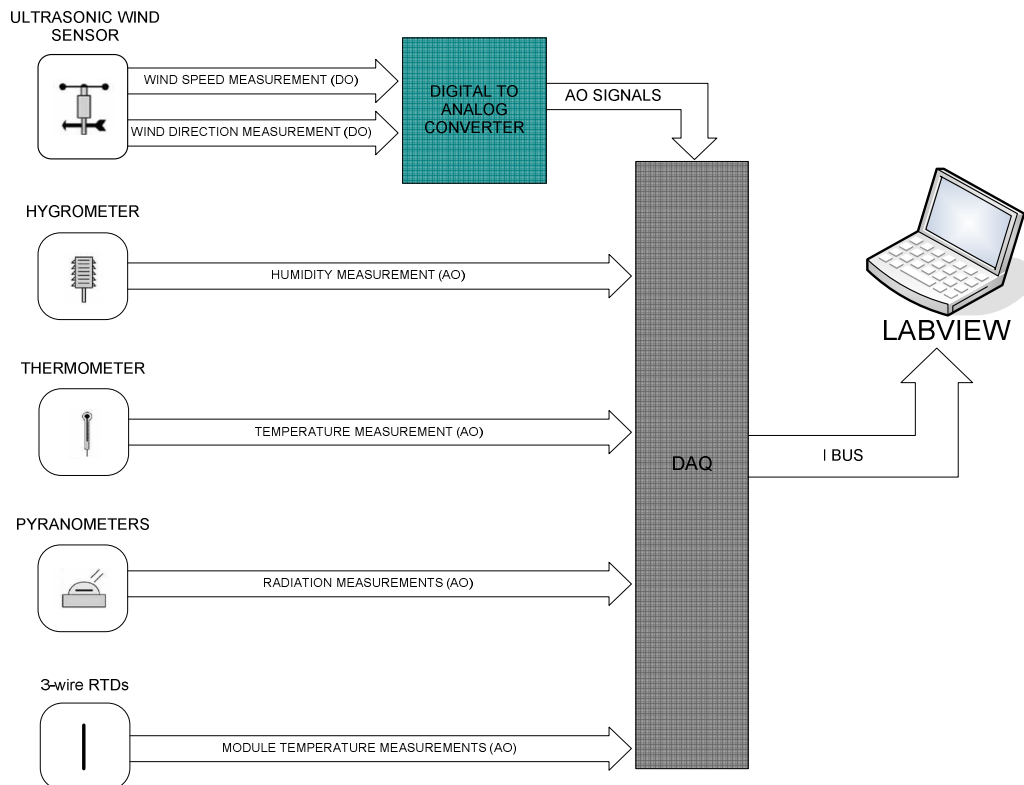 ULTRASONIC WIND
SENSOR
WIND SPEED MEASUREMENT (DO)
WIND DIRECTION MEASUREMENT (DO)
DIGITAL TO
ANALOG
CONVERTER
AO SIGNALS
HYGROMETER
HUMIDITY MEASUREMENT (AO)
LABVIEW
THERMOMETER
TEMPERATURE MEASUREMENT (AO)
DAQ
I BUS
PYRANOMETERS
RADIATION MEASUREMENTS (AO)
3-wire RTDs
MODULE TEMPERATURE MEASUREMENTS (AO)